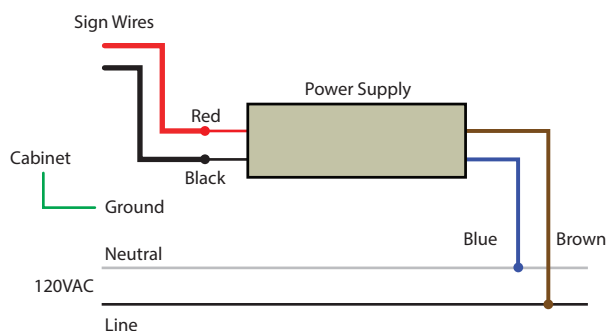 Sign Wires
Power Supply
Red
Cabinet
Black
Ground
Blue
Brown
Neutral
120VAC
Line